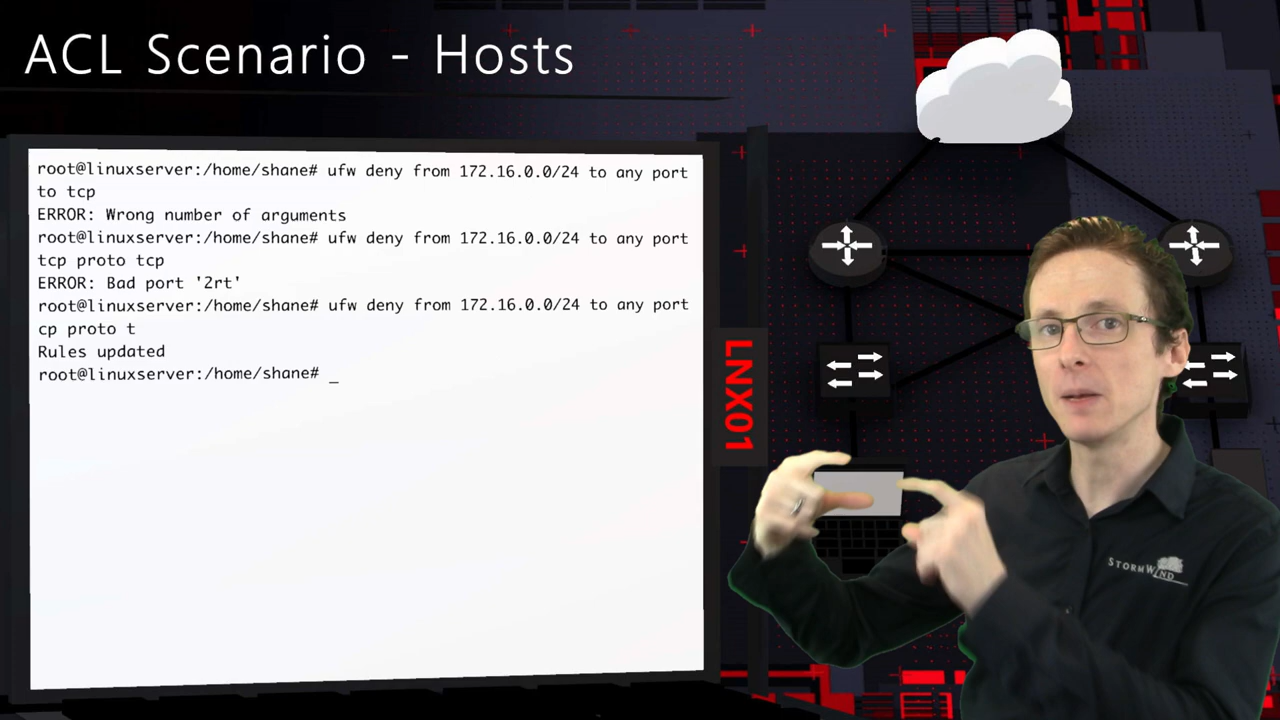 ACL Scenario - Hosts
root@linuxserver:/home/shane# ufw deny from 172.16.0.0/24 to any port
to tcp
ERROR: Wrong number of arguments
root@linuxserver:/home/shane# ufw deny from 172.16.0.0/24 to any port
tcp proto tcp
ERROR: Bad port '2rt'
root@linuxserver:/home/shane# ufw deny from 172.16.0.0/24 to any port
cp proto t
Rules updated
root@linuxserver:/home/shane# _
LNX01
STORMWIND